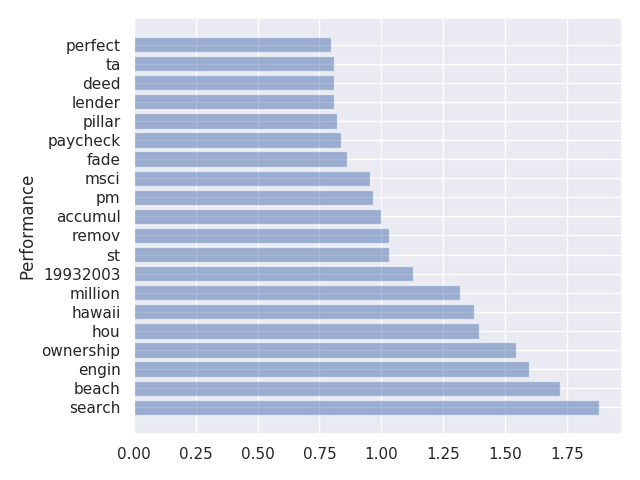 perfect
ta
deed
lender
pillar
paycheck
fade
msci
pm
accumul
remov
st
19932003
million
hawaii
hou
ownership
engin
beach
search
Performance
0.00 0.25 0.50 0.75 1.00 1.25 1.50 1.75